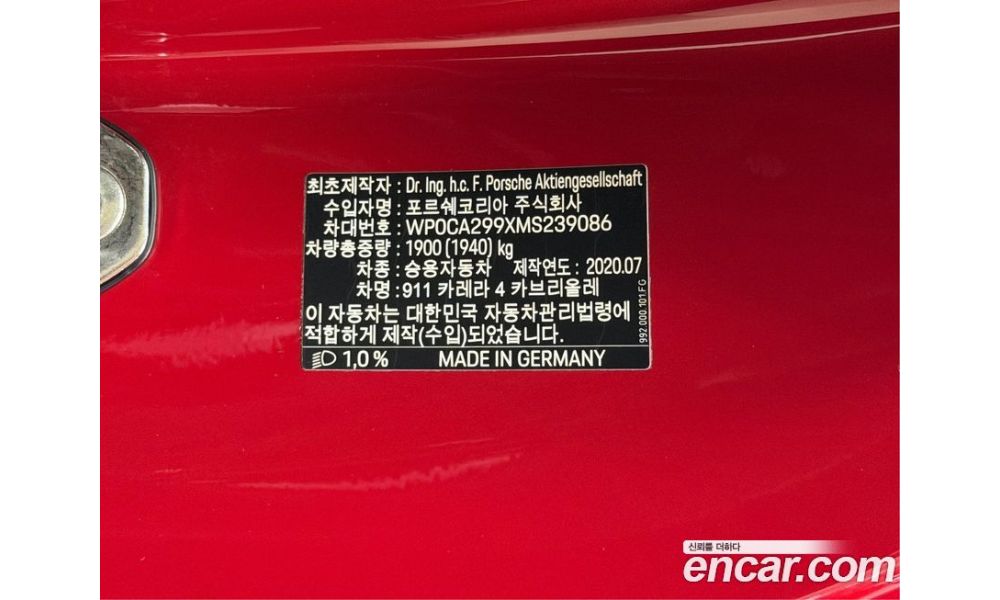 최초제작자 : Dr. Ing. h.c. F. Porsche Aktiengesellschaft
수입자명 : 포르쉐코리아 주식회사
차대번호 : WP0CA299XMS239086
차량총중량 : 1900 (1940) kg
차종 : 승용자동차 제작연도 : 2020.07
차명 : 911 카레라 4 카브리올레
이 자동차는 대한민국 자동차관리법령에
적합하게 제작(수입)되었습니다.
1,0 % MADE IN GERMANY
992.000.101.FG
신뢰를 더하다
encar.com